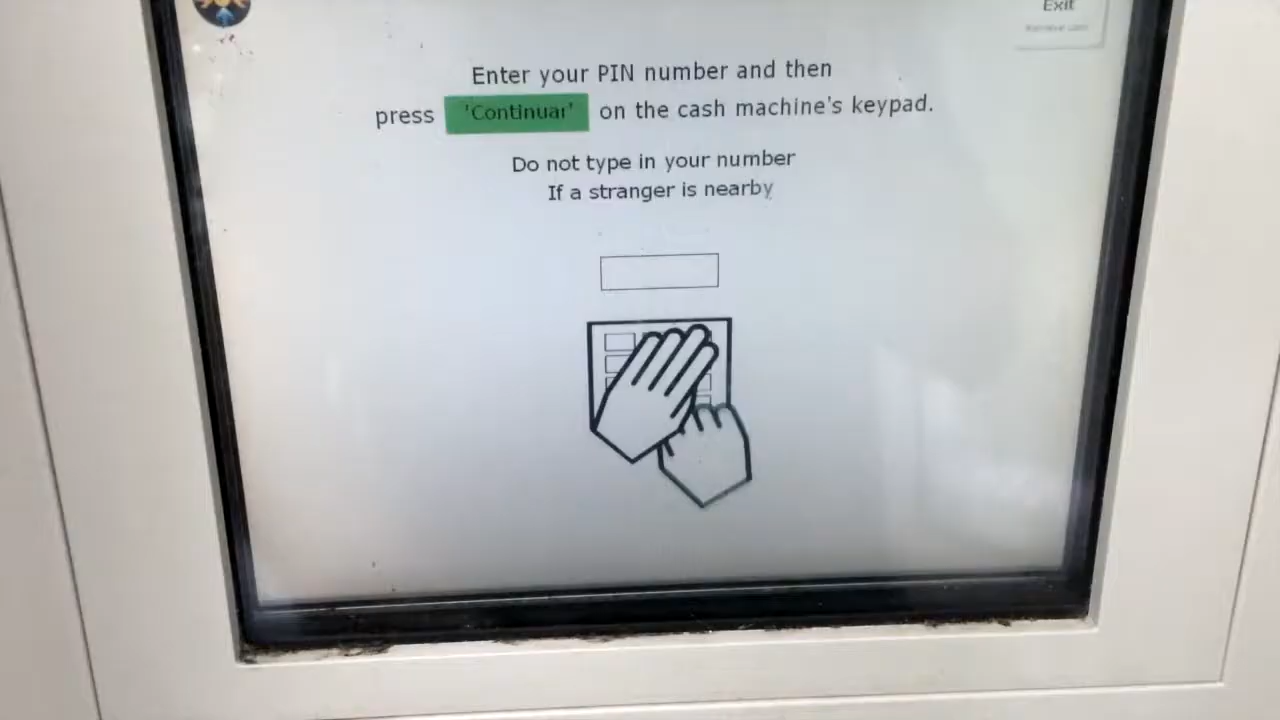 Exit
Enter your PIN number and then
press 'Continuar' on the cash machine's keypad.
Do not type in your number
If a stranger is nearby